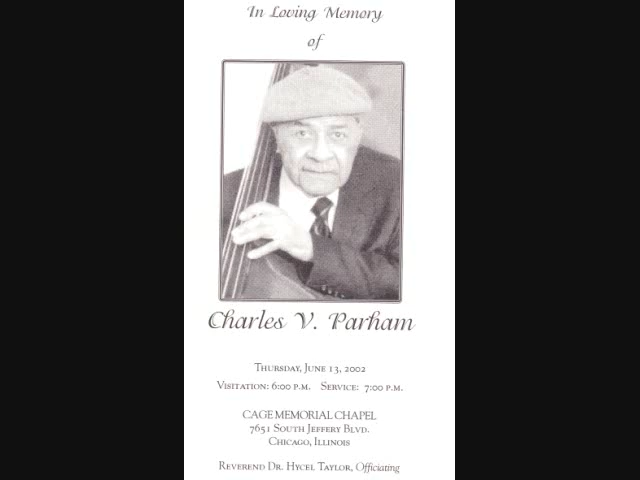 In Loving Memory
of
Charles V. Parham
Thursday, June 13, 2002
Visitation: 6:00 p.m. Service: 7:00 p.m.
CAGE MEMORIAL CHAPEL
7651 South Jeffery Blvd.
Chicago, Illinois
Reverend Dr. Hycel Taylor, Officiating